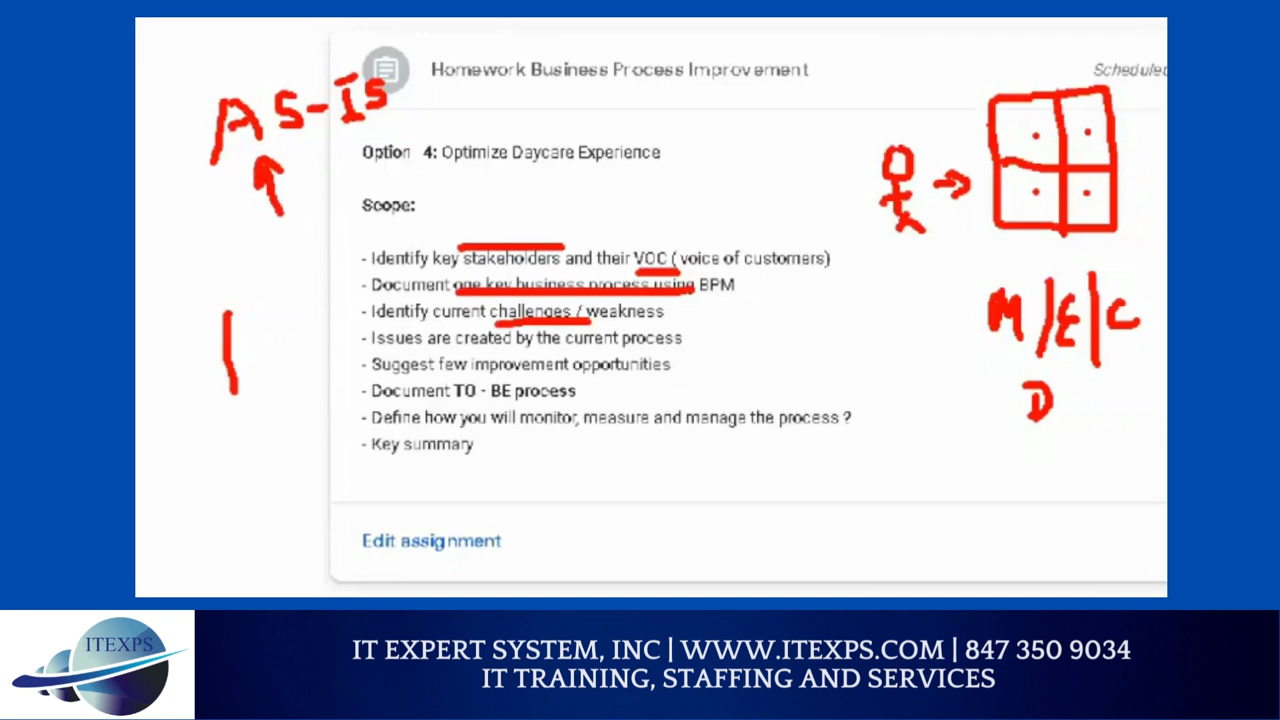 Homework Business Process Improvement
Scheduled
AS-IS
Option 4: Optimize Daycare Experience
Scope:
- Identify key stakeholders and their VOC ( voice of customers)
- Document one key business process using BPM
- Identify current challenges / weakness
- Issues are created by the current process
- Suggest few improvement opportunities
- Document TO - BE process
- Define how you will monitor, measure and manage the process ?
- Key summary
M/E|C
D
Edit assignment
ITEXPS
IT EXPERT SYSTEM, INC | WWW.ITEXPS.COM | 847 350 9034
IT TRAINING, STAFFING AND SERVICES